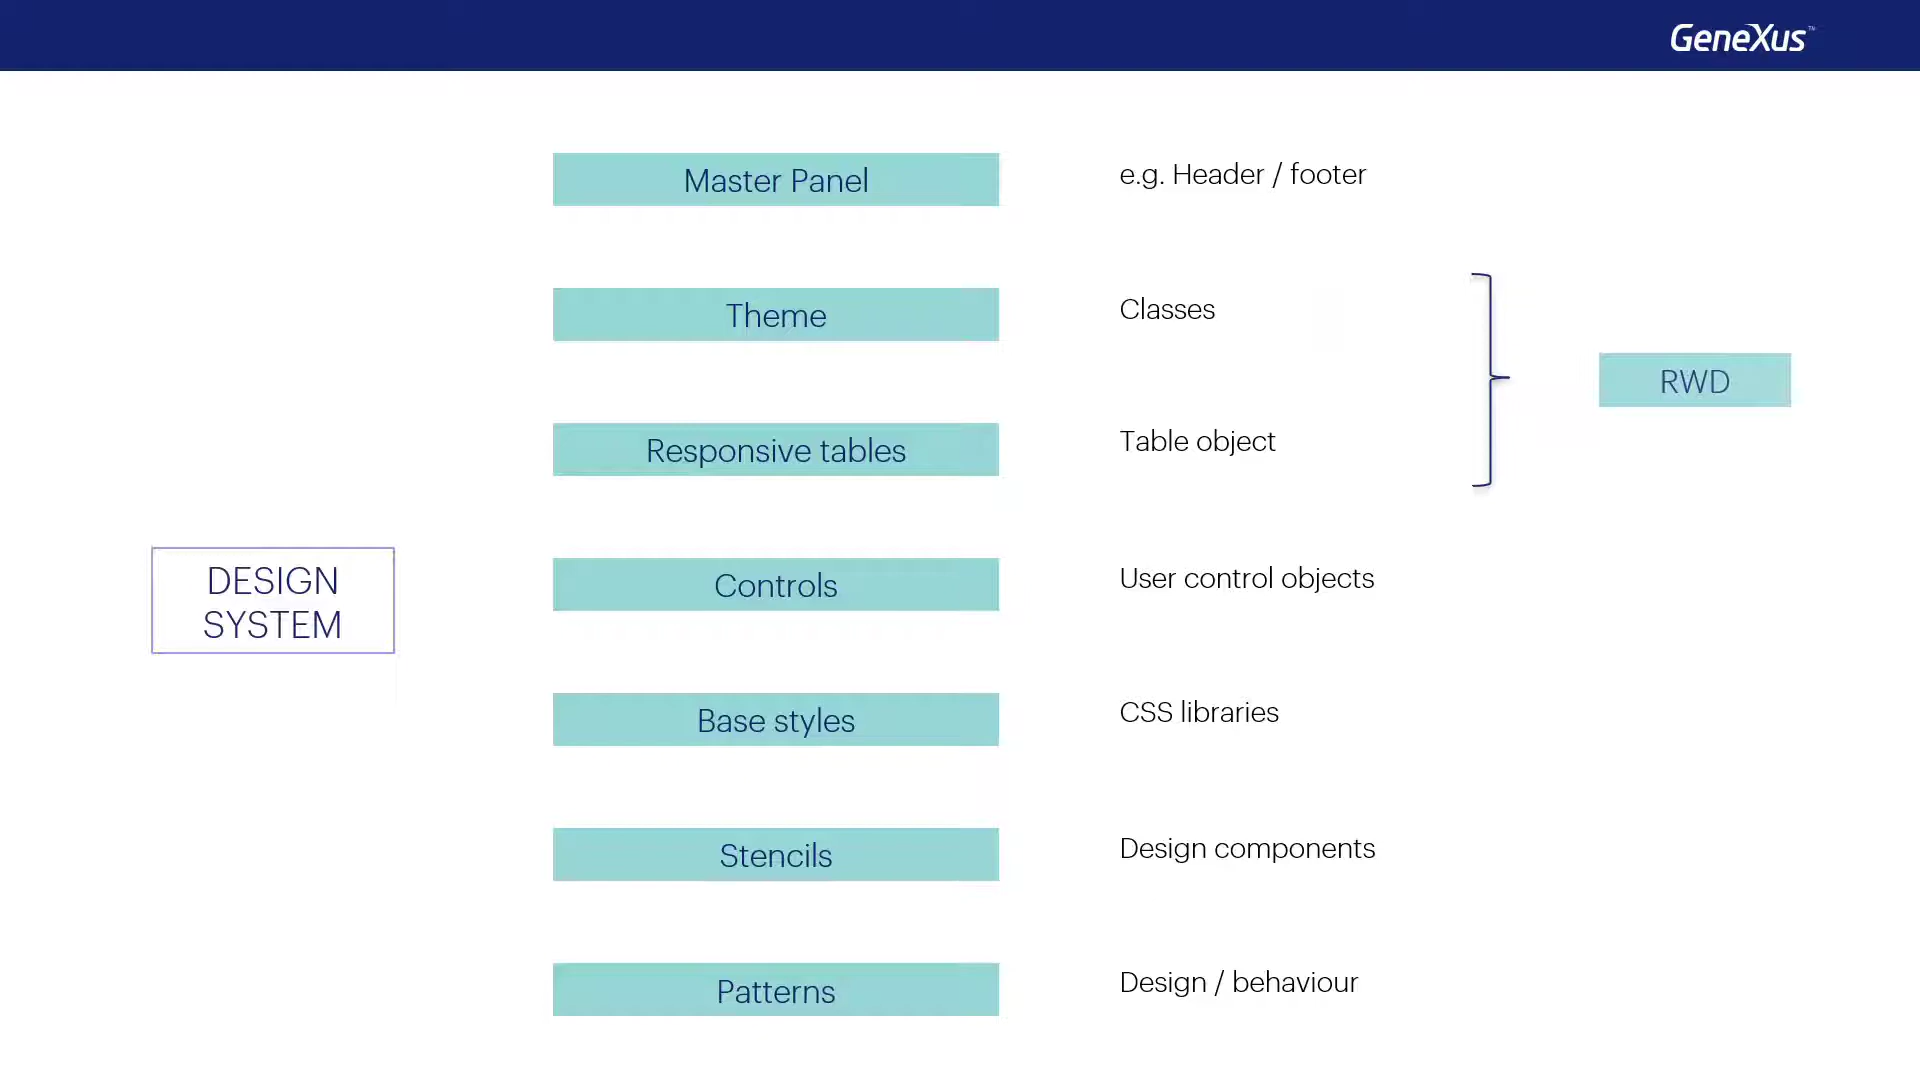 GeneXus™
Master Panel
e.g. Header / footer
Theme
Classes
RWD
Responsive tables
Table object
DESIGN
SYSTEM
Controls
User control objects
Base styles
CSS libraries
Stencils
Design components
Patterns
Design / behaviour